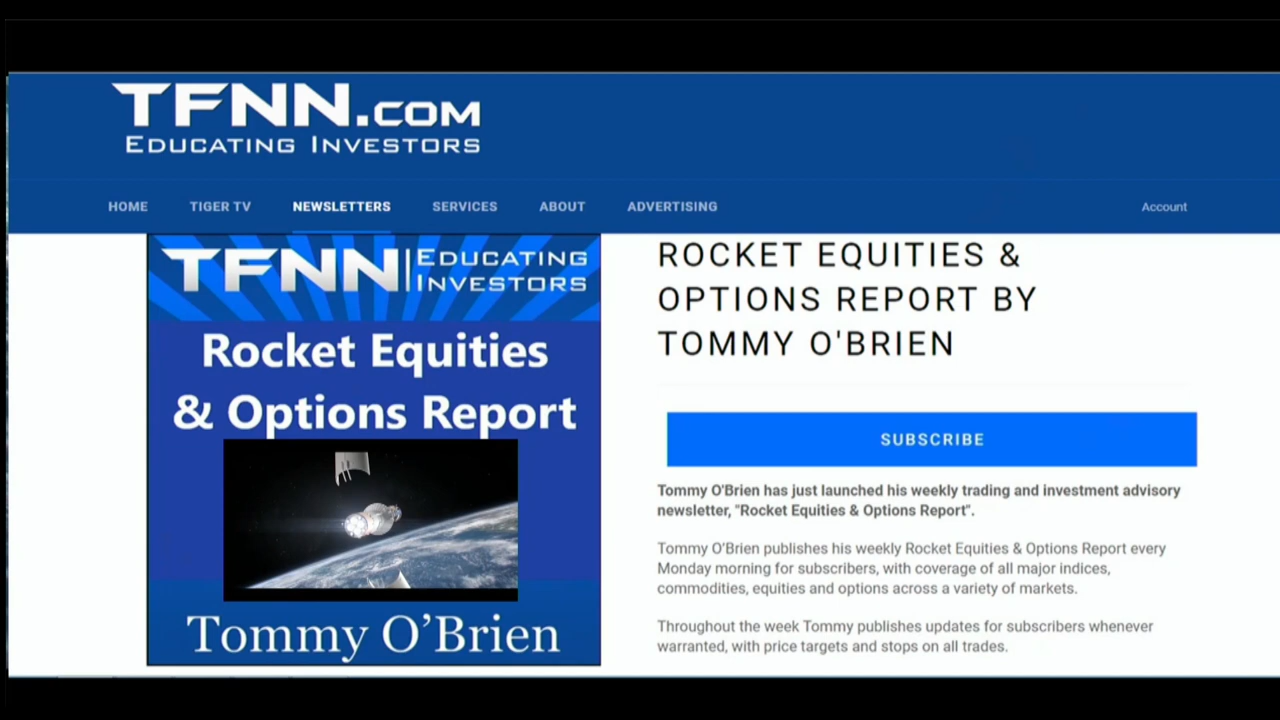 TFNN.COM
EDUCATING INVESTORS
HOME TIGER TV NEWSLETTERS SERVICES ABOUT ADVERTISING Account
TFNN EDUCATING
INVESTORS
Rocket Equities
& Options Report
Tommy O’Brien
ROCKET EQUITIES &
OPTIONS REPORT BY
TOMMY O'BRIEN
SUBSCRIBE
Tommy O'Brien has just launched his weekly trading and investment advisory
newsletter, "Rocket Equities & Options Report".
Tommy O’Brien publishes his weekly Rocket Equities & Options Report every
Monday morning for subscribers, with coverage of all major indices,
commodities, equities and options across a variety of markets.
Throughout the week Tommy publishes updates for subscribers whenever
warranted, with price targets and stops on all trades.